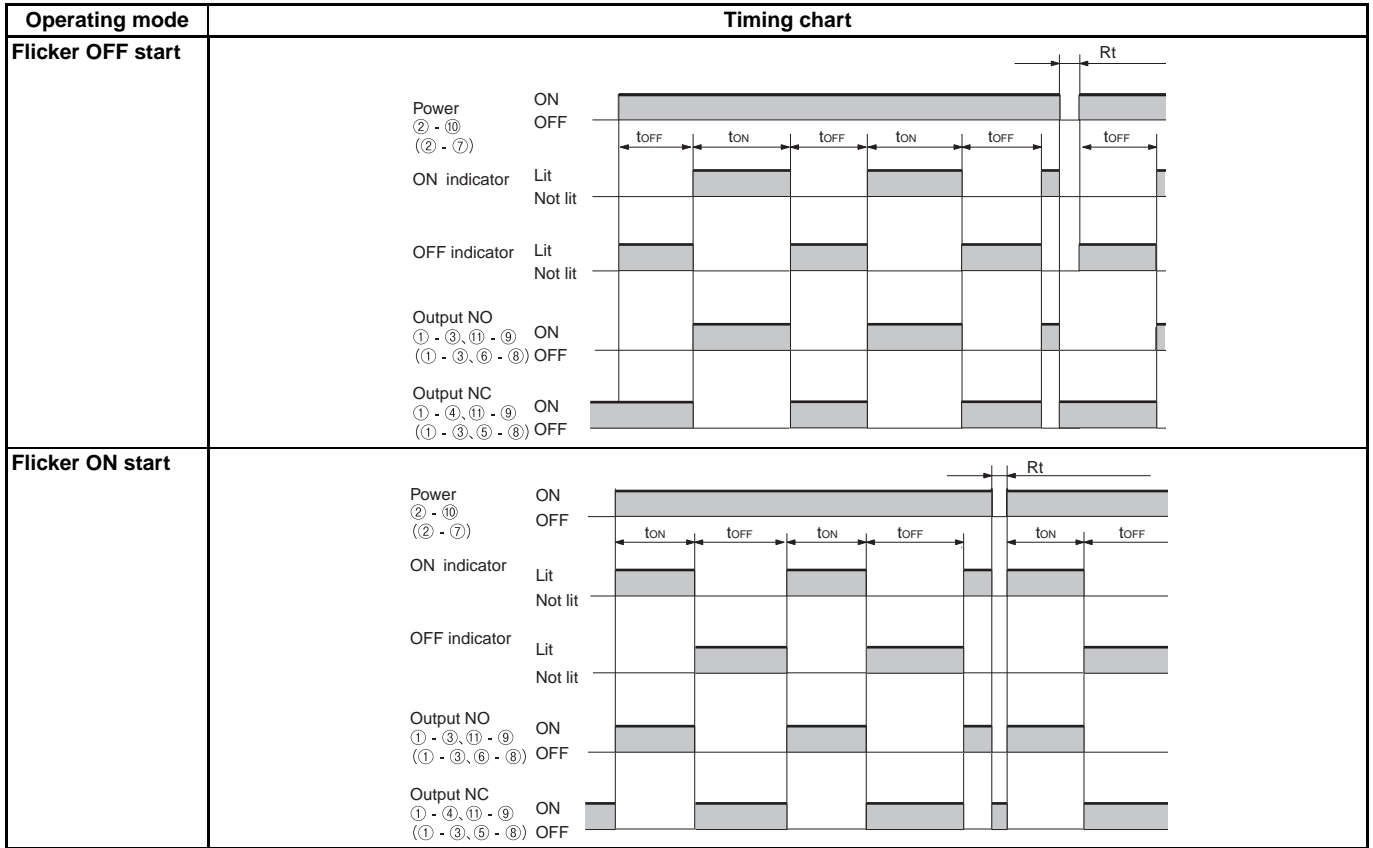 Operating mode Timing chart
Flicker OFF start
Rt
Power
② - ⑩
(② - ⑦)
ON
OFF
tOFF tON tOFF tON tOFF tOFF
ON indicator Lit
Not lit
OFF indicator Lit
Not lit
Output NO
① - ③、⑪ - ⑨ ON
(① - ③、⑥ - ⑧) OFF
Output NC
① - ④、⑪ - ⑨ ON
(① - ③、⑤ - ⑧) OFF
Flicker ON start
Rt
Power
② - ⑩
(② - ⑦)
ON
OFF
tON tOFF tON tOFF tON tOFF
ON indicator
Lit
Not lit
OFF indicator
Lit
Not lit
Output NO
① - ③、⑪ - ⑨ ON
(① - ③、⑥ - ⑧) OFF
Output NC
① - ④、⑪ - ⑨ ON
(① - ③、⑤ - ⑧) OFF